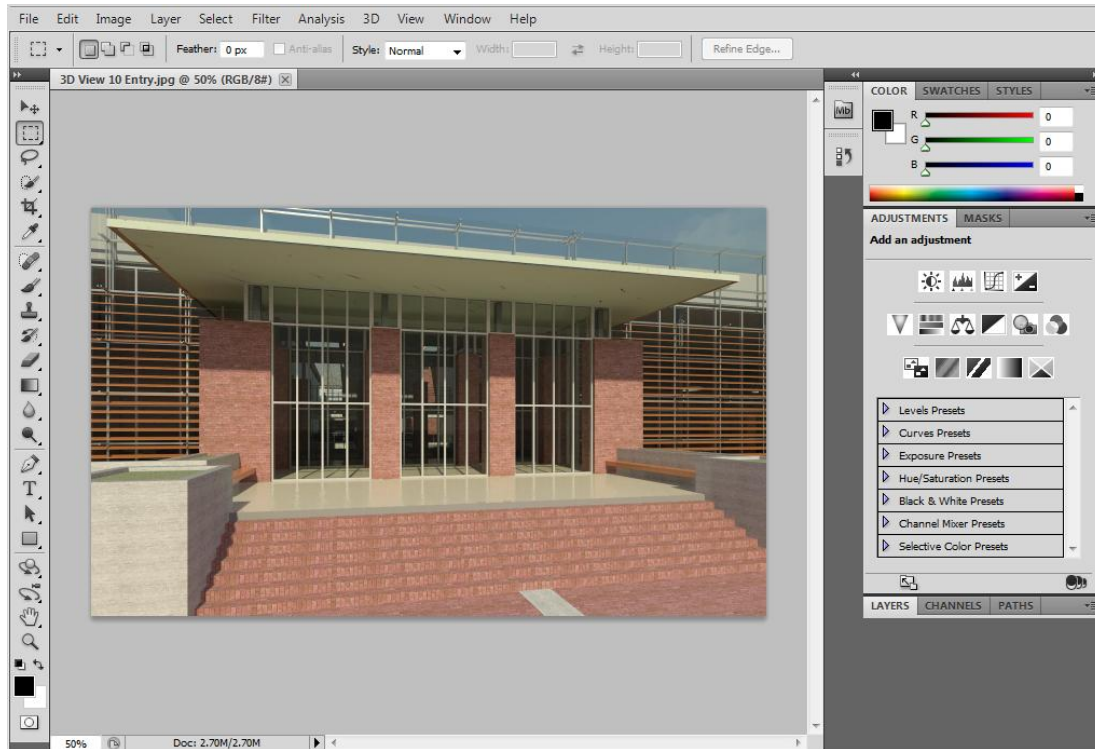 File Edit Image Layer Select Filter Analysis 3D View Window Help
Feather: 0 px Anti-alias Style: Normal Width: Height: Refine Edge...
3D View 10 Entry.jpg @ 50% (RGB/8#)
Mb
COLOR SWATCHES STYLES
R 0
G 0
B 0
ADJUSTMENTS MASKS
Add an adjustment
Levels Presets
Curves Presets
Exposure Presets
Hue/Saturation Presets
Black & White Presets
Channel Mixer Presets
Selective Color Presets
LAYERS CHANNELS PATHS
50% Doc: 2.70M/2.70M